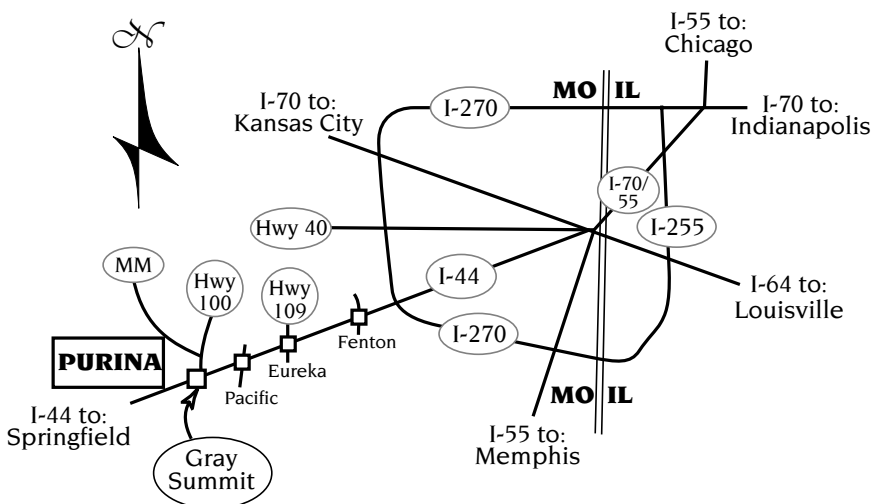 N
I-55 to:
Chicago
MO IL
I-70 to:
Kansas City
I-270
I-70 to:
Indianapolis
I-70/
55
Hwy 40
I-255
MM
Hwy
100
Hwy
109
I-44
I-64 to:
Louisville
I-270
Fenton
PURINA
Eureka
Pacific
MO IL
I-44 to:
Springfield
I-55 to:
Memphis
Gray
Summit